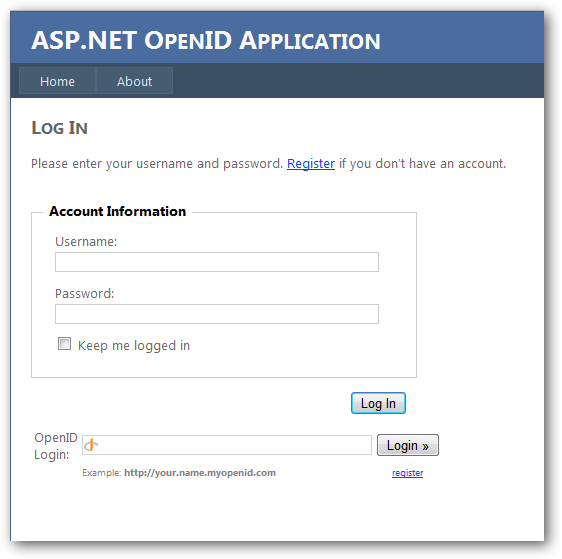 ASP.NET OpenID Application
Home About
Log In
Please enter your username and password. Register if you don't have an account.
Account Information
Username:
Password:
Keep me logged in
Log In
OpenID Login: Login »
Example: http://your.name.myopenid.com register